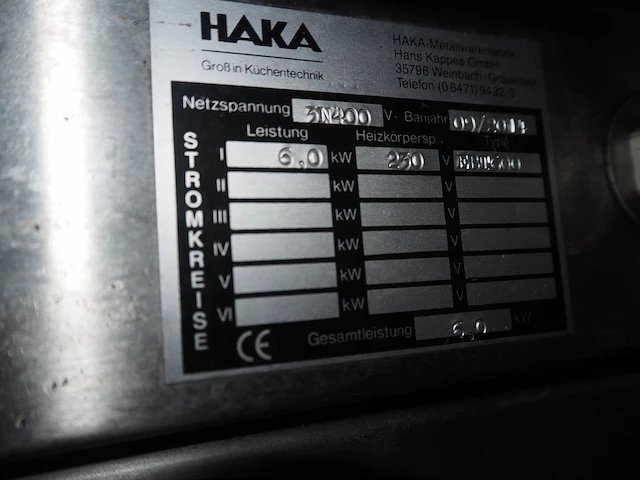 HAKA
Groß in Küchentechnik
HAKA-Metallwarenfabrik
Hans Kappes GmbH
35796 Weinbach/
Telefon (06471) 9432-0
Netzspannung 3N400 V~ Baujahr 09/2014
Leistung Heizkörpersp. Type
STROMKREISE
I 6,0 kW 230 V
II kW V
III kW V
IV kW V
V kW V
VI kW V
CE Gesamtleistung 6,0 kW